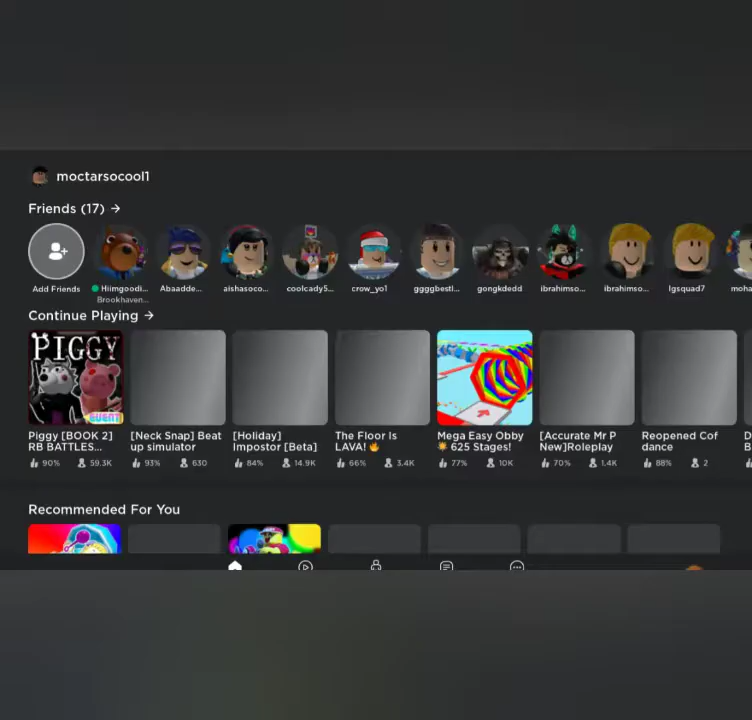 moctarsocool1
Friends (17) →
Add Friends
Hiimgoodi...
Brookhaven...
Abaadde...
aishasoco...
coolcady5...
crow_yo1
ggggbestl...
gongkdedd
ibrahimso...
ibrahimso...
lgsquad7
moha
Continue Playing →
PIGGY
EVENT
Piggy [BOOK 2]
RB BATTLES...
90% 59.3K
[Neck Snap] Beat
up simulator
93% 630
[Holiday]
Impostor [Beta]
84% 14.9K
The Floor Is
LAVA! 🔥
66% 3.4K
Mega Easy Obby
☀️ 625 Stages!
77% 10K
[Accurate Mr P
New]Roleplay
70% 1.4K
Reopened Cof
dance
88% 2
D
B
Recommended For You